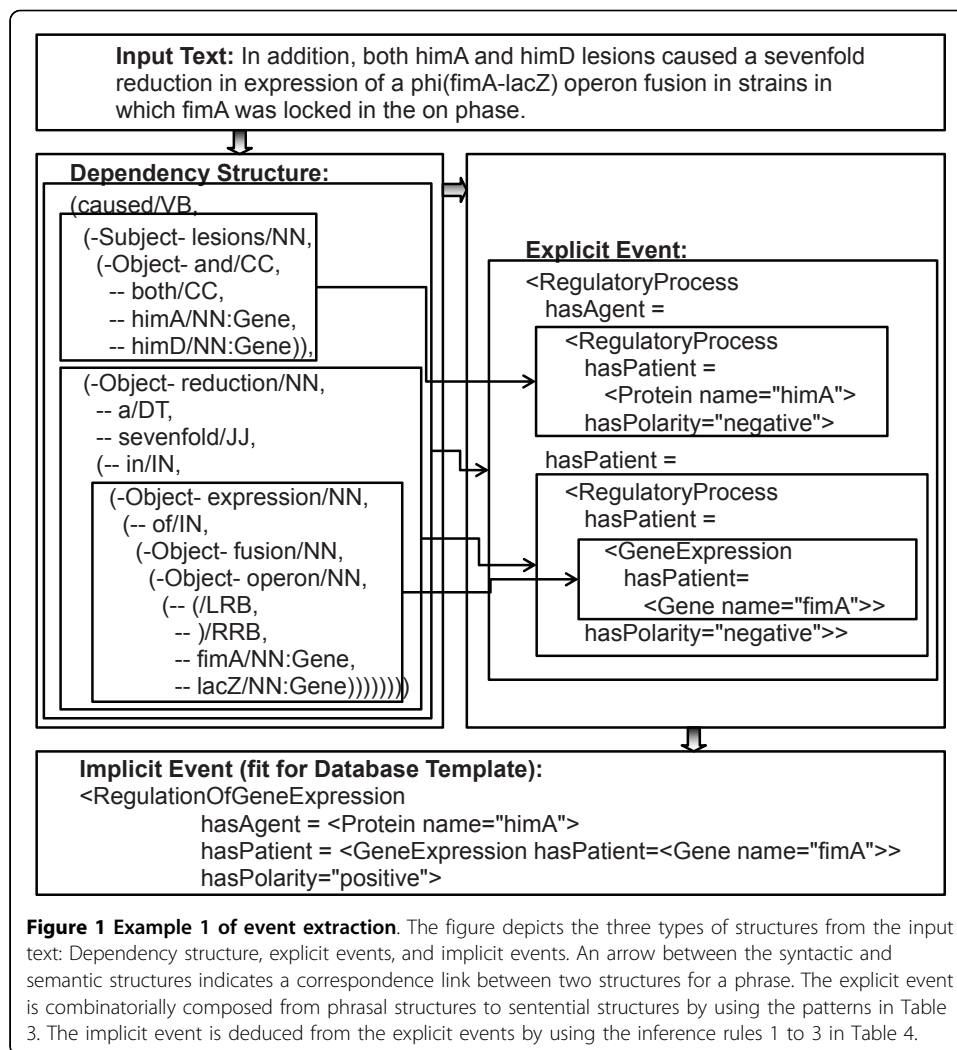 Input Text: In addition, both himA and himD lesions caused a sevenfold
reduction in expression of a phi(fimA-lacZ) operon fusion in strains in
which fimA was locked in the on phase.
Dependency Structure:
(caused/VB,
(-Subject- lesions/NN,
(-Object- and/CC,
-- both/CC,
-- himA/NN:Gene,
-- himD/NN:Gene)),
(-Object- reduction/NN,
-- a/DT,
-- sevenfold/JJ,
(-- in/IN,
(-Object- expression/NN,
(-- of/IN,
(-Object- fusion/NN,
(-Object- operon/NN,
(-- (/LRB,
-- )/RRB,
-- fimA/NN:Gene,
-- lacZ/NN:Gene))))))))
Explicit Event:
<RegulatoryProcess
hasAgent =
<RegulatoryProcess
hasPatient =
<Protein name="himA">
hasPolarity="negative">
hasPatient =
<RegulatoryProcess
hasPatient =
<GeneExpression
hasPatient=
<Gene name="fimA">>
hasPolarity="negative">>
Implicit Event (fit for Database Template):
<RegulationOfGeneExpression
hasAgent = <Protein name="himA">
hasPatient = <GeneExpression hasPatient=<Gene name="fimA">>
hasPolarity="positive">
Figure 1 Example 1 of event extraction. The figure depicts the three types of structures from the input
text: Dependency structure, explicit events, and implicit events. An arrow between the syntactic and
semantic structures indicates a correspondence link between two structures for a phrase. The explicit event
is combinatorially composed from phrasal structures to sentential structures by using the patterns in Table
3. The implicit event is deduced from the explicit events by using the inference rules 1 to 3 in Table 4.